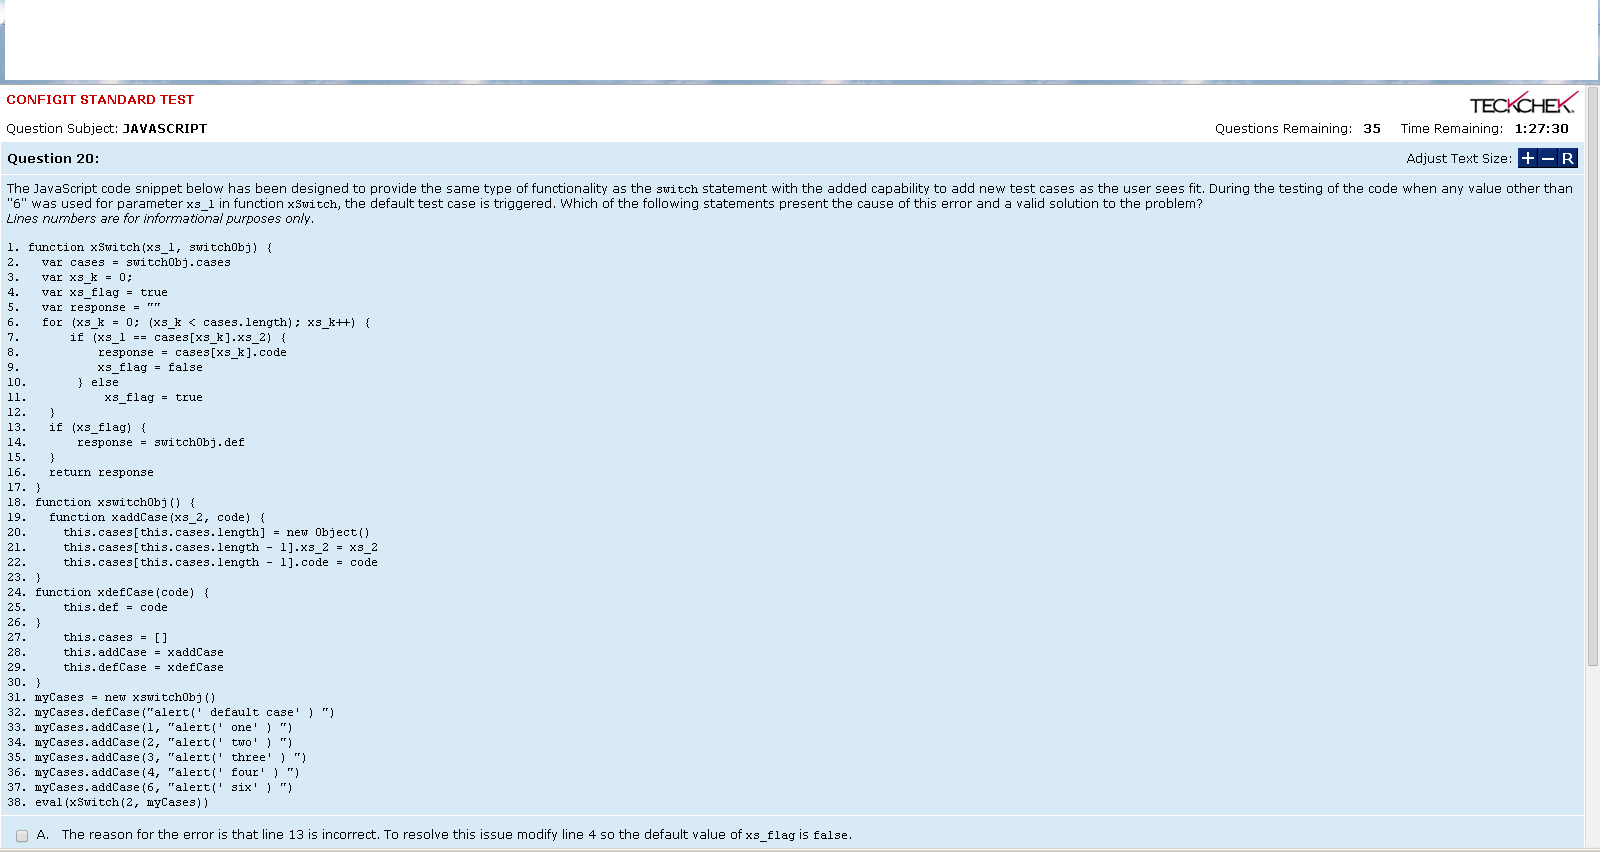 CONFIGIT STANDARD TEST
TECKCHEK.
Question Subject: JAVASCRIPT
Questions Remaining: 35 Time Remaining: 1:27:30
Question 20:
Adjust Text Size: + − R
The JavaScript code snippet below has been designed to provide the same type of functionality as the switch statement with the added capability to add new test cases as the user sees fit. During the testing of the code when any value other than
"6" was used for parameter xs_1 in function xSwitch, the default test case is triggered. Which of the following statements present the cause of this error and a valid solution to the problem?
Lines numbers are for informational purposes only.
1. function xSwitch(xs_1, switchObj) {
2. var cases = switchObj.cases
3. var xs_k = 0;
4. var xs_flag = true
5. var response = ""
6. for (xs_k = 0; (xs_k < cases.length); xs_k++) {
7. if (xs_1 == cases[xs_k].xs_2) {
8. response = cases[xs_k].code
9. xs_flag = false
10. } else
11. xs_flag = true
12. }
13. if (xs_flag) {
14. response = switchObj.def
15. }
16. return response
17. }
18. function xswitchObj() {
19. function xaddCase(xs_2, code) {
20. this.cases[this.cases.length] = new Object()
21. this.cases[this.cases.length - 1].xs_2 = xs_2
22. this.cases[this.cases.length - 1].code = code
23. }
24. function xdefCase(code) {
25. this.def = code
26. }
27. this.cases = []
28. this.addCase = xaddCase
29. this.defCase = xdefCase
30. }
31. myCases = new xswitchObj()
32. myCases.defCase("alert(' default case' ) ")
33. myCases.addCase(1, "alert(' one' ) ")
34. myCases.addCase(2, "alert(' two' ) ")
35. myCases.addCase(3, "alert(' three' ) ")
36. myCases.addCase(4, "alert(' four' ) ")
37. myCases.addCase(6, "alert(' six' ) ")
38. eval(xSwitch(2, myCases))
A. The reason for the error is that line 13 is incorrect. To resolve this issue modify line 4 so the default value of xs_flag is false.